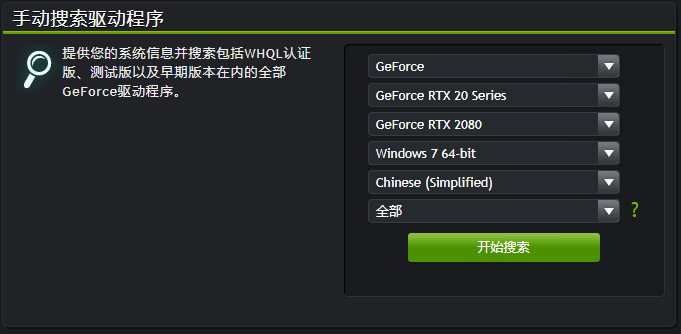 手动搜索驱动程序
提供您的系统信息并搜索包括WHQL认证
版、测试版以及早期版本在内的全部
GeForce驱动程序。
GeForce
GeForce RTX 20 Series
GeForce RTX 2080
Windows 7 64-bit
Chinese (Simplified)
全部 ?
开始搜索